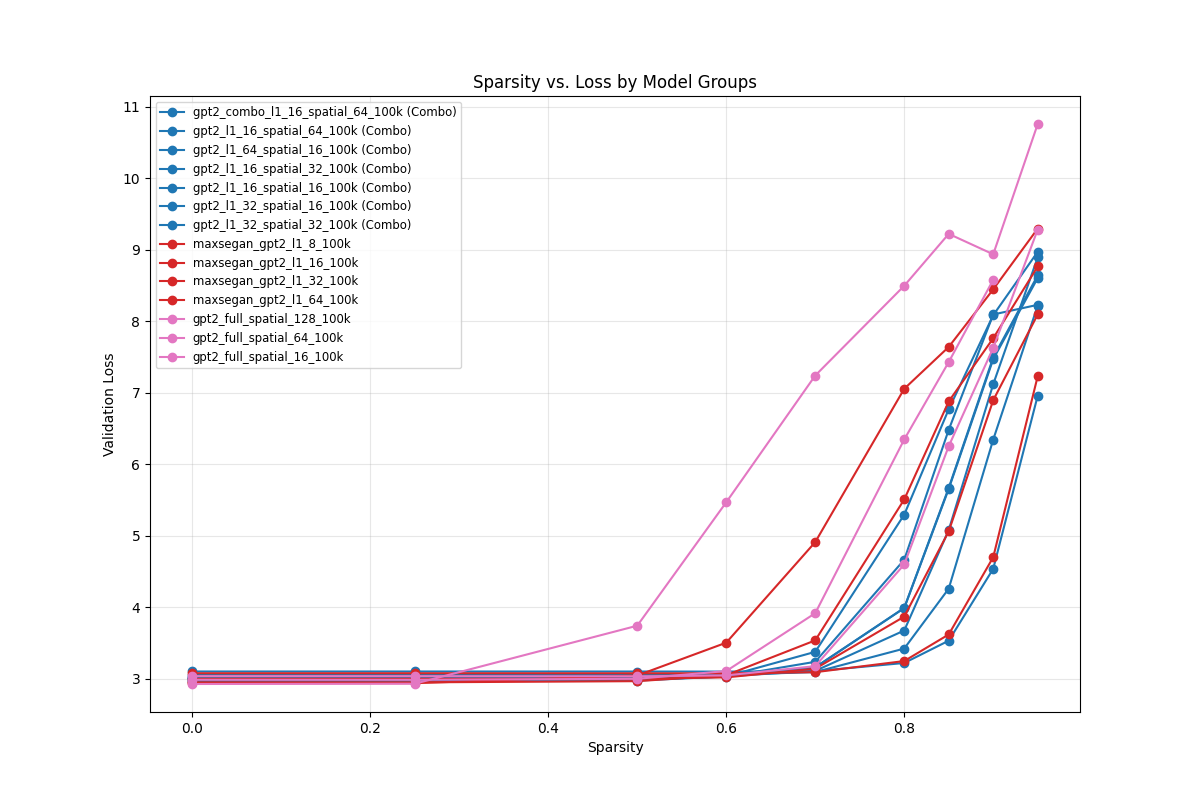 Sparsity vs. Loss by Model Groups
11
10
9
8
7
6
5
4
3
Validation Loss
gpt2_combo_l1_16_spatial_64_100k (Combo)
gpt2_l1_16_spatial_64_100k (Combo)
gpt2_l1_64_spatial_16_100k (Combo)
gpt2_l1_16_spatial_32_100k (Combo)
gpt2_l1_16_spatial_16_100k (Combo)
gpt2_l1_32_spatial_16_100k (Combo)
gpt2_l1_32_spatial_32_100k (Combo)
maxsegan_gpt2_l1_8_100k
maxsegan_gpt2_l1_16_100k
maxsegan_gpt2_l1_32_100k
maxsegan_gpt2_l1_64_100k
gpt2_full_spatial_128_100k
gpt2_full_spatial_64_100k
gpt2_full_spatial_16_100k
0.0 0.2 0.4 0.6 0.8
Sparsity